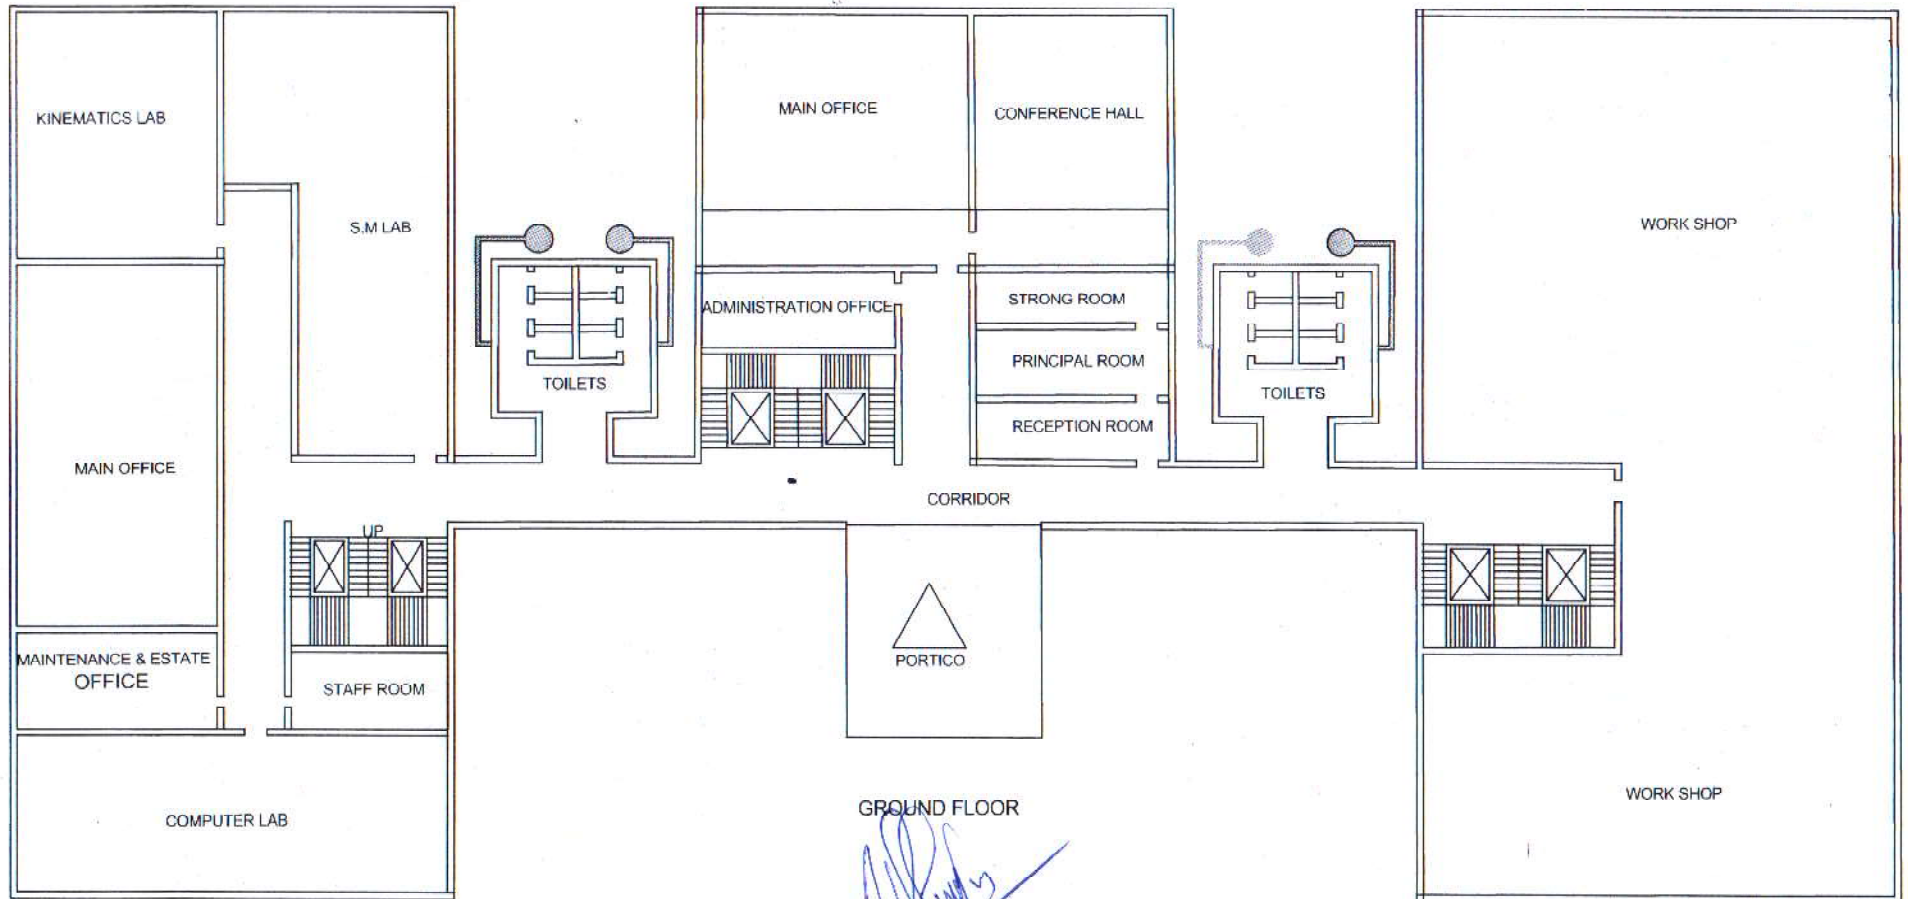 KINEMATICS LAB
MAIN OFFICE
CONFERENCE HALL
S.M LAB
WORK SHOP
ADMINISTRATION OFFICE
STRONG ROOM
PRINCIPAL ROOM
TOILETS
TOILETS
RECEPTION ROOM
MAIN OFFICE
CORRIDOR
UP
MAINTENANCE & ESTATE
OFFICE
STAFF ROOM
PORTICO
COMPUTER LAB
GROUND FLOOR
WORK SHOP